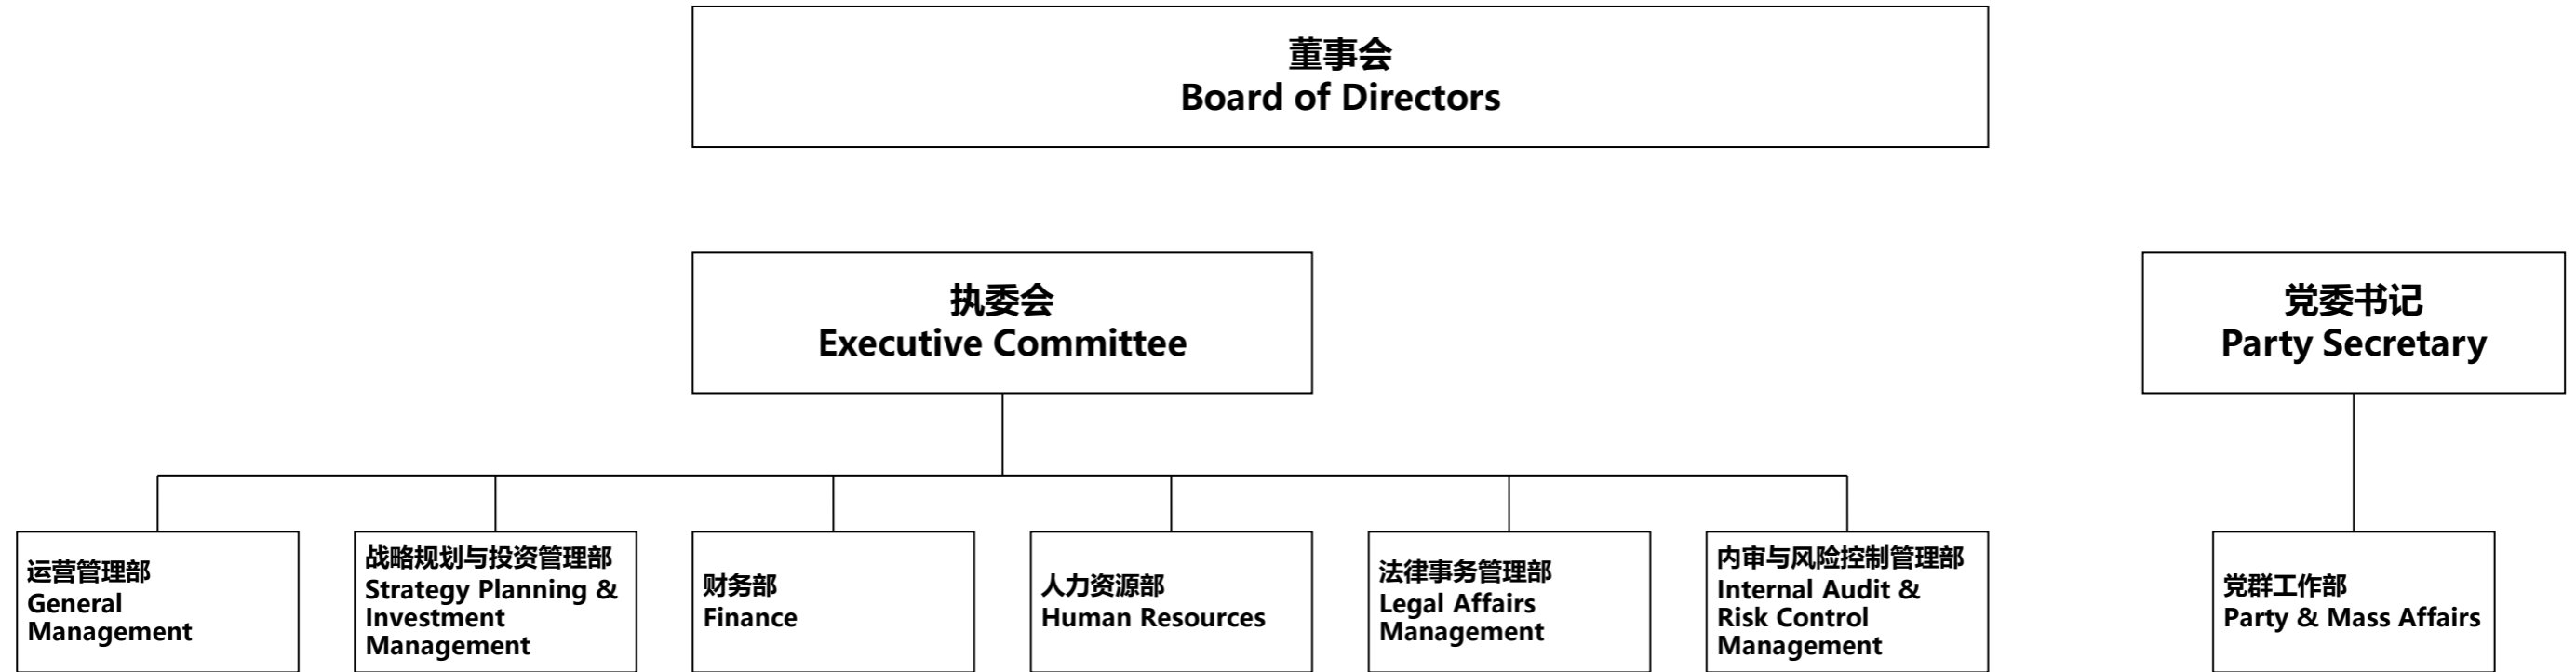 董事会
Board of Directors
执委会
Executive Committee
党委书记
Party Secretary
运营管理部
General
Management
战略规划与投资管理部
Strategy Planning &
Investment
Management
财务部
Finance
人力资源部
Human Resources
法律事务管理部
Legal Affairs
Management
内审与风险控制管理部
Internal Audit &
Risk Control
Management
党群工作部
Party & Mass Affairs